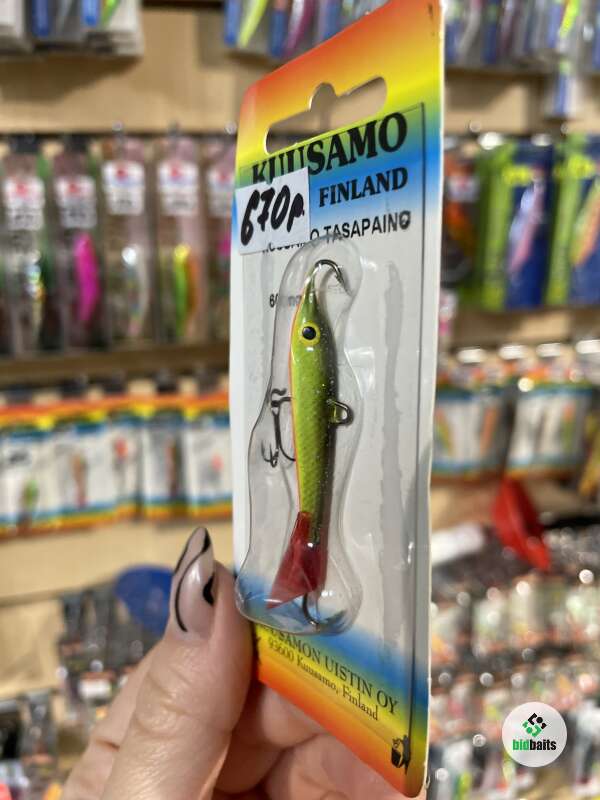 KUUSAMO
FINLAND
670р.
TASAPAINO
KUUSAMON UISTIN OY
93600 Kuusamo, Finland
bidbaits